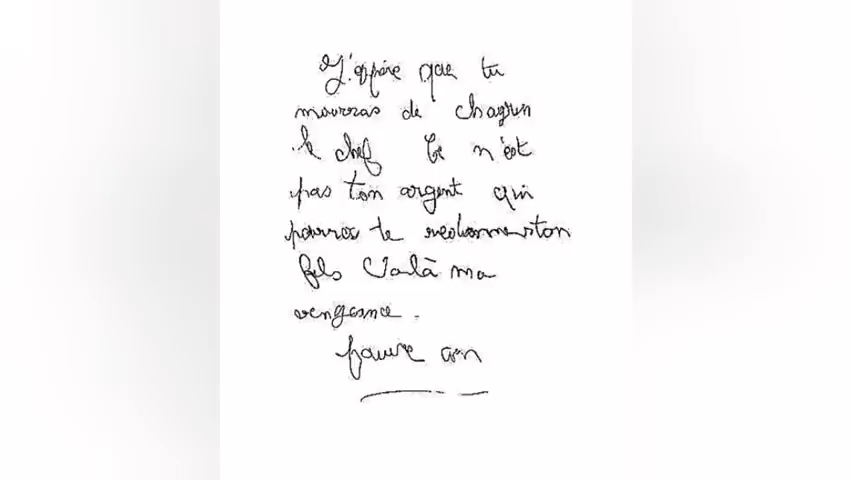 J'espère que tu
mourras de chagrin
le chef Ce n'est
pas ton argent qui
pourra te redonner ton
fils Voilà ma
vengeance.
pauvre con